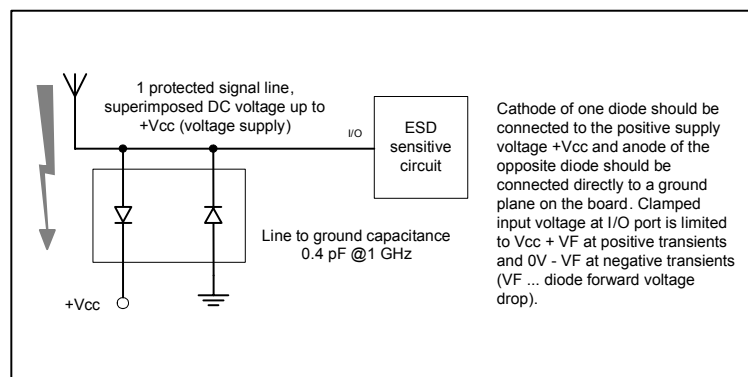 1 protected signal line,
superimposed DC voltage up to
+Vcc (voltage supply)
I/O
ESD
sensitive
circuit
Line to ground capacitance
0.4 pF @1 GHz
+Vcc
Cathode of one diode should be
connected to the positive supply
voltage +Vcc and anode of the
opposite diode should be
connected directly to a ground
plane on the board. Clamped
input voltage at I/O port is limited
to Vcc + VF at positive transients
and 0V - VF at negative transients
(VF ... diode forward voltage
drop).